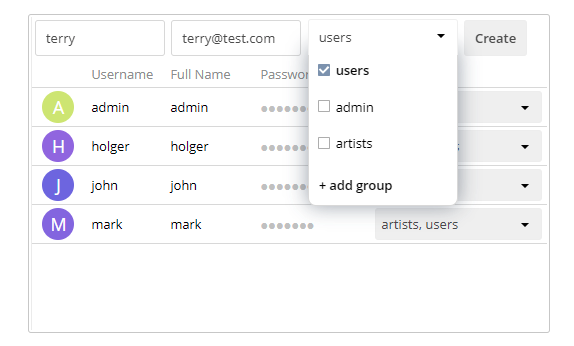 terry terry@test.com users Create
users
Username Full Name
admin
A admin admin
H holger holger
artists
J john john
+ add group
M mark mark artists, users